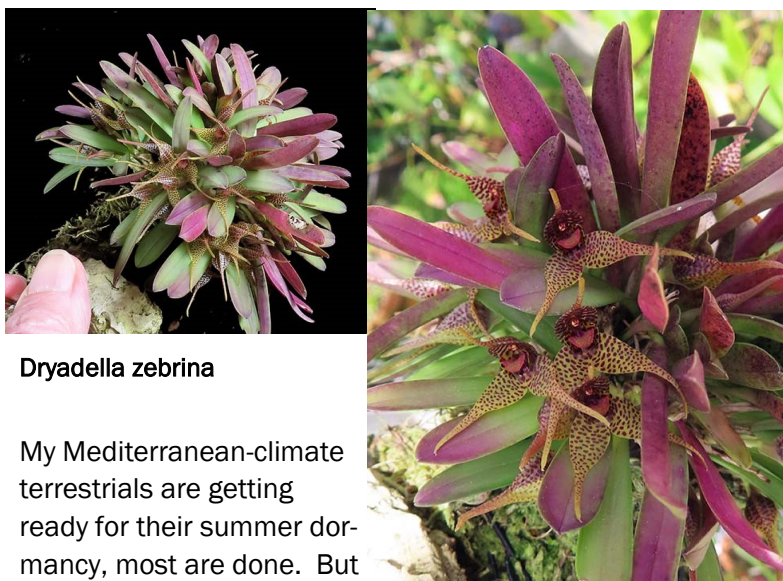 Dryadella zebrina
My Mediterranean-climate
terrestrials are getting
ready for their summer dor-
mancy, most are done.  But